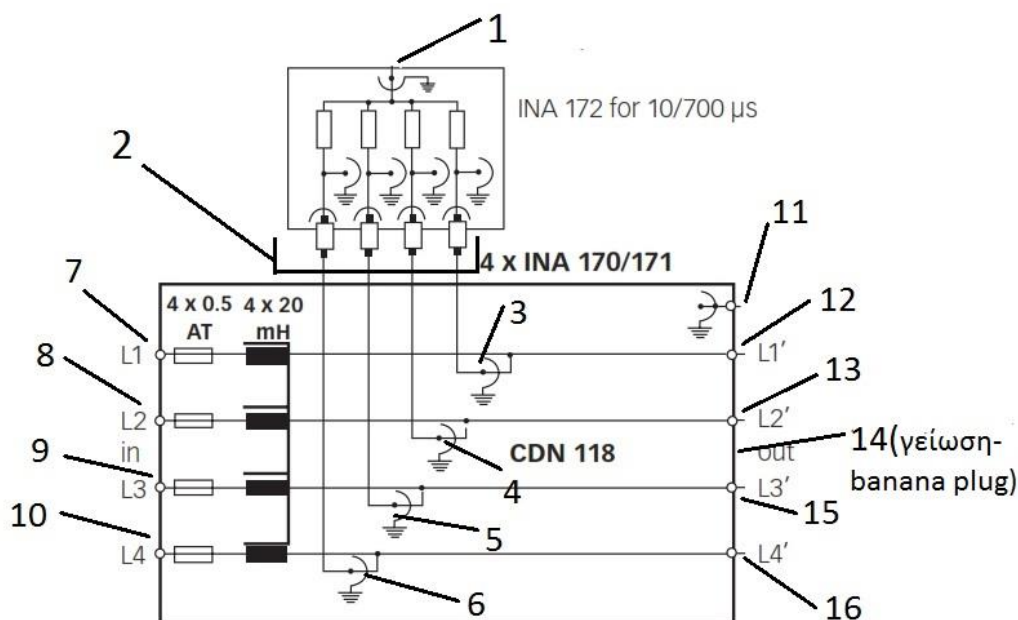 1
INA 172 for 10/700 µs
2
11
4 x INA 170/171
7
4 x 0.5 AT
4 x 20 mH
3
12
L1
L1′
8
13
L2
L2′
in
CDN 118
out
14(γείωση-
banana plug)
9
4
L3
L3′
15
10
5
L4
L4′
6
16